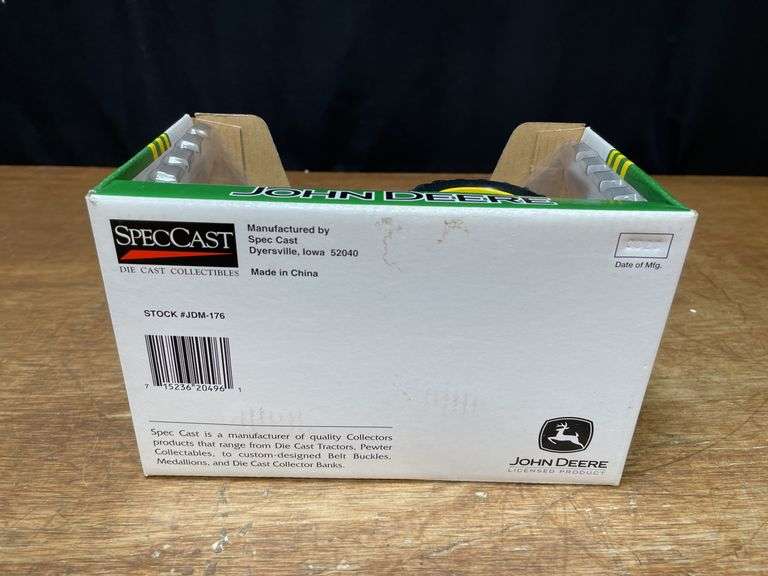 JOHN DEERE
SPECCAST
DIE CAST COLLECTIBLES
Manufactured by
Spec Cast
Dyersville, Iowa 52040
Made in China
Date of Mfg.
STOCK #JDM-176
7 15236 20496 1
Spec Cast is a manufacturer of quality Collectors
products that range from Die Cast Tractors, Pewter
Collectables, to custom-designed Belt Buckles,
Medallions, and Die Cast Collector Banks.
JOHN DEERE
LICENSED PRODUCT